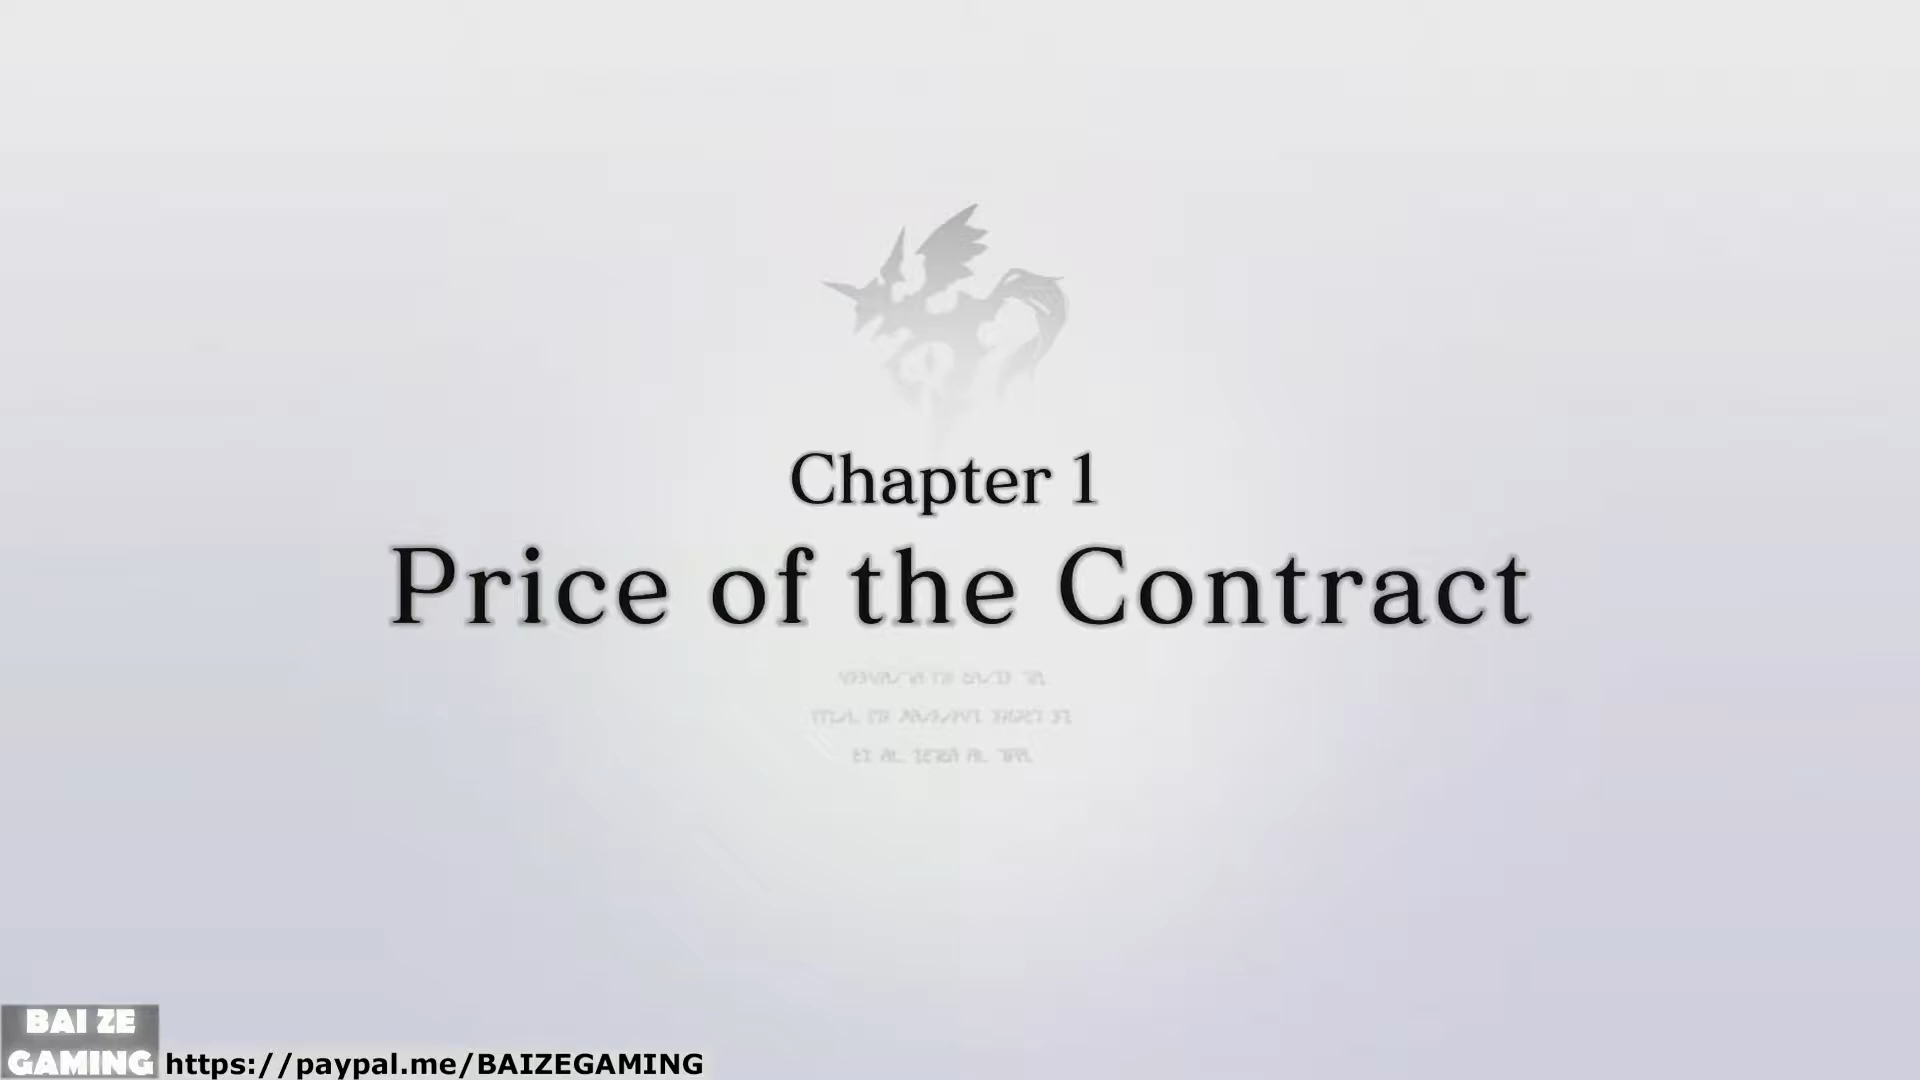 Chapter 1
Price of the Contract
BAI ZE
GAMING https://paypal.me/BAIZEGAMING